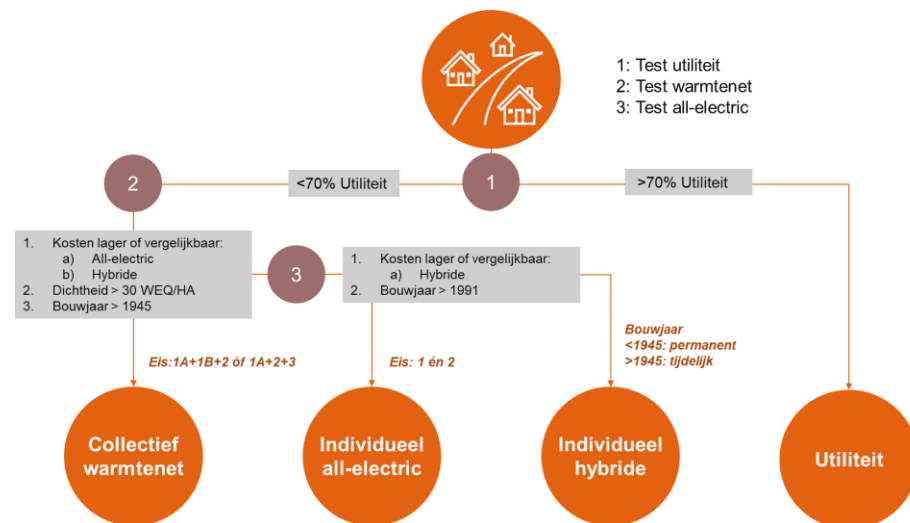 1: Test utiliteit
2: Test warmtenet
3: Test all-electric
2
<70% Utiliteit
1
>70% Utiliteit
1. Kosten lager of vergelijkbaar:
a) All-electric
b) Hybride
2. Dichtheid > 30 WEQ/HA
3. Bouwjaar > 1945
3
1. Kosten lager of vergelijkbaar:
a) Hybride
2. Bouwjaar > 1991
Eis:1A+1B+2 òf 1A+2+3
Eis: 1 én 2
Bouwjaar
<1945: permanent
>1945: tijdelijk
Collectief
warmtenet
Individueel
all-electric
Individueel
hybride
Utiliteit